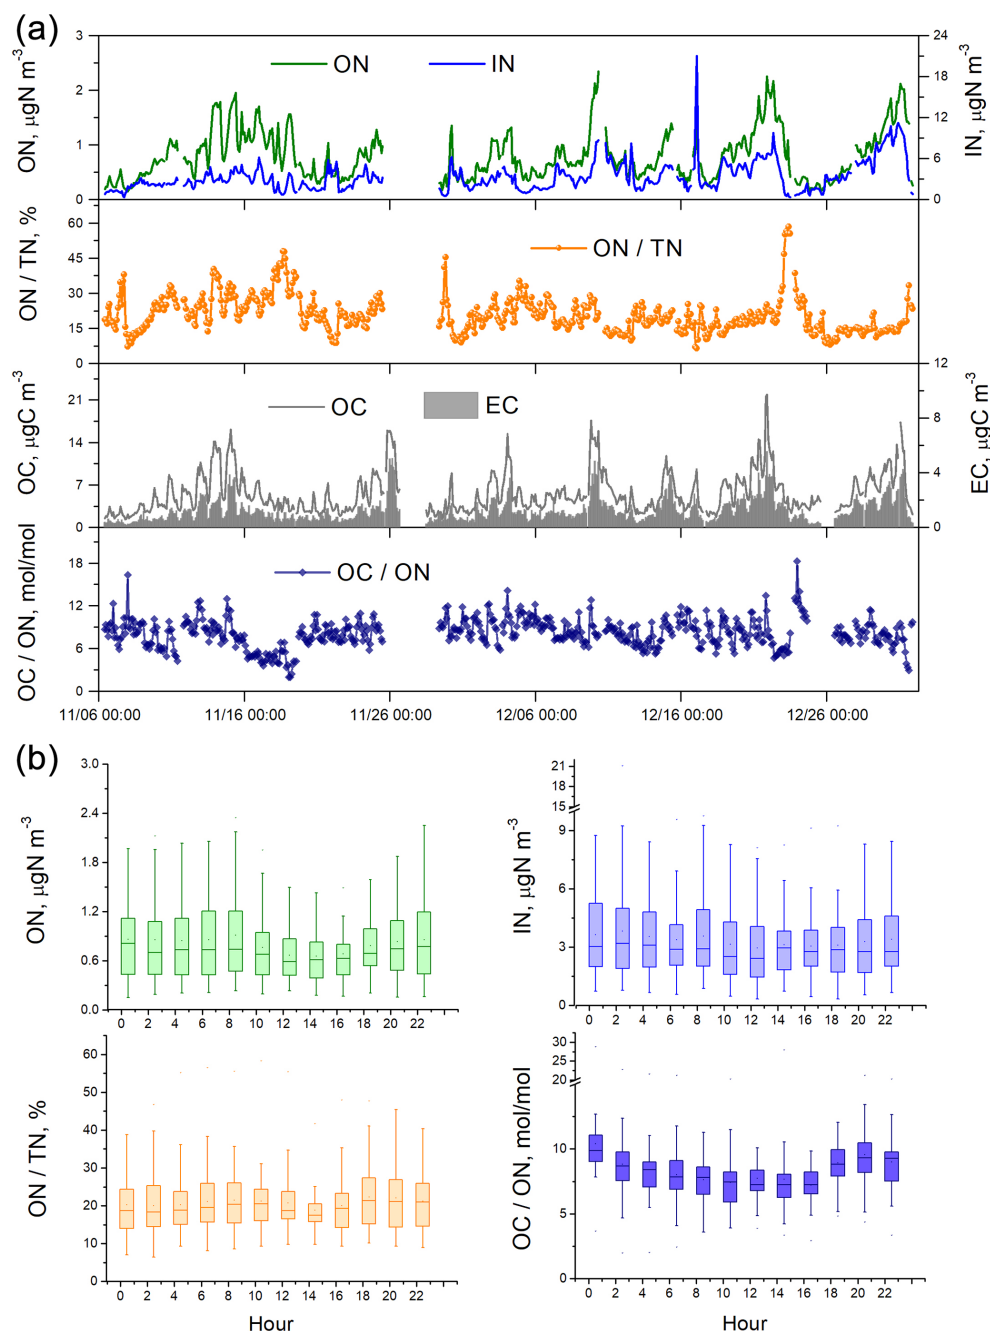 (a)
ON IN
ON, µgN m-3
3
2
1
0
IN, µgN m-3
24
18
12
6
0
ON / TN
ON / TN, %
60
45
30
15
0
OC EC
OC, µgC m-3
21
14
7
0
EC, µgC m-3
12
8
4
0
OC / ON
OC / ON, mol/mol
18
12
6
0
11/06 00:00 11/16 00:00 11/26 00:00 12/06 00:00 12/16 00:00 12/26 00:00
(b)
ON, µgN m-3
3.0
2.4
1.8
1.2
0.6
0.0
0 2 4 6 8 10 12 14 16 18 20 22
IN, µgN m-3
21
18
15
9
6
3
0
0 2 4 6 8 10 12 14 16 18 20 22
ON / TN, %
60
50
40
30
20
10
0
0 2 4 6 8 10 12 14 16 18 20 22
Hour
OC / ON, mol/mol
30
25
20
10
5
0
0 2 4 6 8 10 12 14 16 18 20 22
Hour